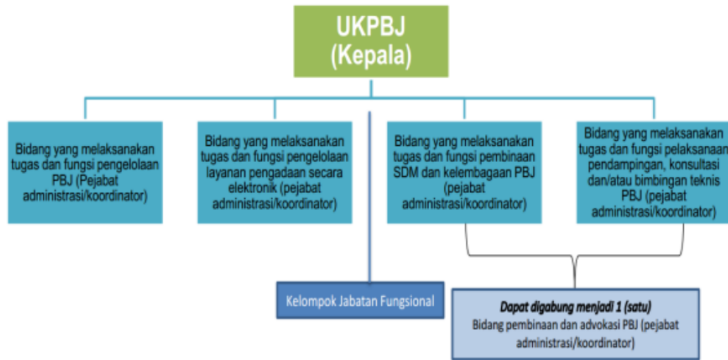 UKPBJ
(Kepala)
Bidang yang melaksanakan
tugas dan fungsi pengelolaan
PBJ (Pejabat
administrasi/koordinator)
Bidang yang melaksanakan
tugas dan fungsi pengelolaan
layanan pengadaan secara
elektronik (pejabat
administrasi/koordinator)
Bidang yang melaksanakan
tugas dan fungsi pembinaan
SDM dan kelembagaan PBJ
(pejabat
administrasi/koordinator)
Bidang yang melaksanakan
tugas dan fungsi pelaksanaan
pendampingan, konsultasi
dan/atau bimbingan teknis
PBJ (pejabat
administrasi/koordinator)
Kelompok Jabatan Fungsional
Dapat digabung menjadi 1 (satu)
Bidang pembinaan dan advokasi PBJ (pejabat
administrasi/koordinator)